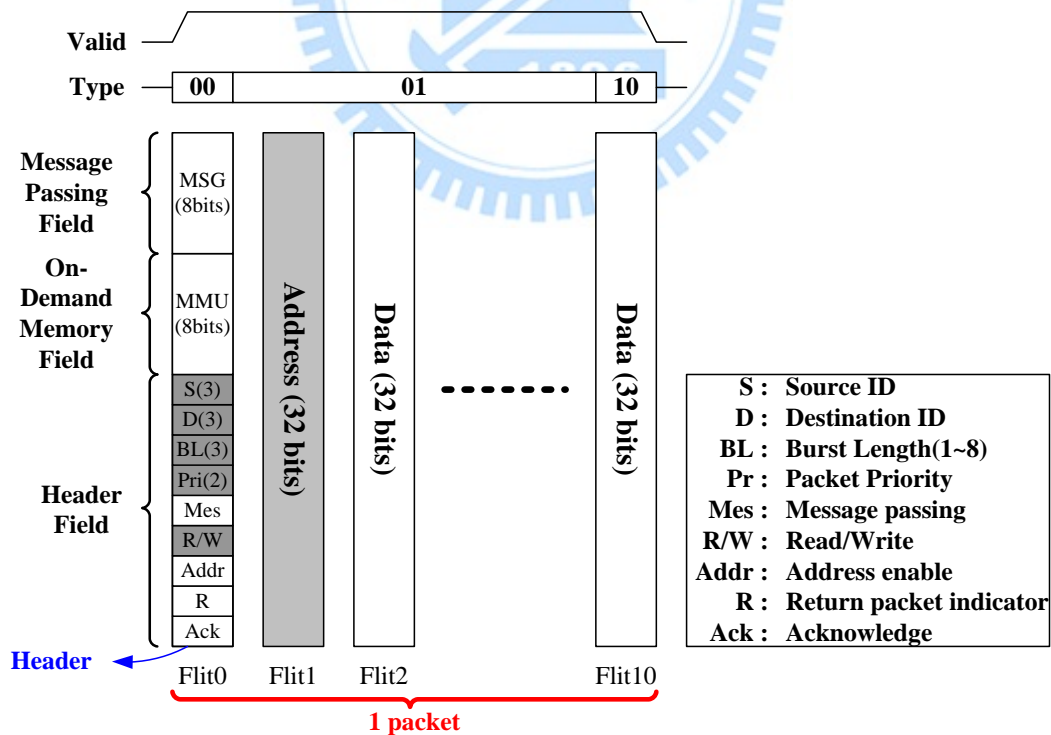 Valid
1896
Type
00
01
10
Message
Passing
Field
MSG
(8bits)
On-
Demand
Memory
Field
MMU
(8bits)
Header
Field
S(3)
D(3)
BL(3)
Pri(2)
Mes
R/W
Addr
R
Ack
Address (32 bits)
Data (32 bits)
Data (32 bits)
S : Source ID
D : Destination ID
BL : Burst Length(1~8)
Pr : Packet Priority
Mes : Message passing
R/W : Read/Write
Addr : Address enable
R : Return packet indicator
Ack : Acknowledge
Header
Flit0
Flit1
Flit2
Flit10
1 packet